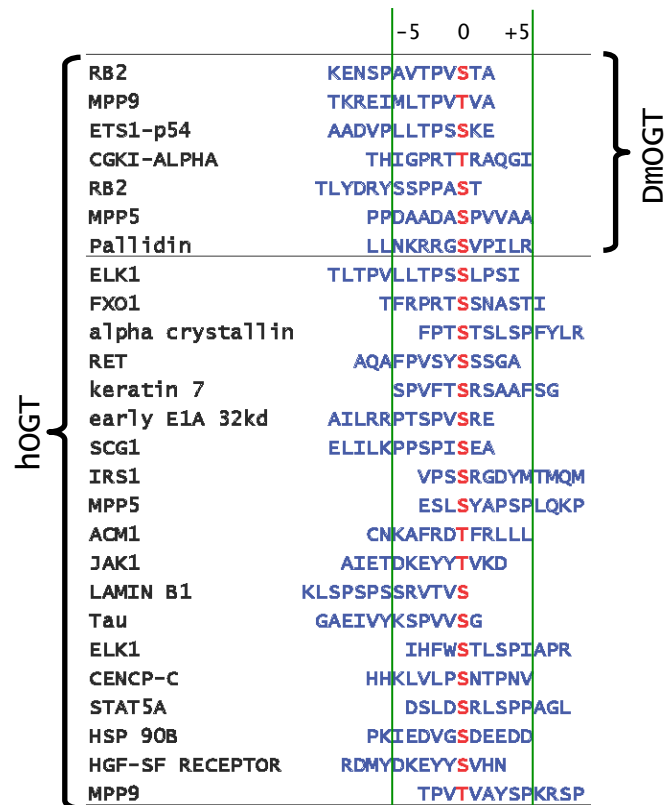 -5 0 +5
RB2 KENSPAVTPVSTA
MPP9 TKREIMLTPVTVA
ETS1-p54 AADVPLLTPSSKE
CGKI-ALPHA THIGPRTTRAQGI
RB2 TLYDRYSSPPAST
MPP5 PPDAADASPVVAA
Pallidin LLNKRRGSVPILR
DmOGT
ELK1 TLTPVLLTPSSLPSI
FXO1 TFRPRTSSNASTI
alpha crystallin FPTSTSLSPFYLR
RET AQAFPVSYSSSGA
keratin 7 SPVFTSRSAAFSG
early E1A 32kd AILRRPTSPVSRE
SCG1 ELILKPPSPISEA
IRS1 VPSSRGDYMTMQM
MPP5 ESLSYAPSPLQKP
ACM1 CNKAFRDTFRLLL
JAK1 AIETDKEYYTVKD
LAMIN B1 KLSPSPSSRVTVS
Tau GAEIVYKSPVVSG
ELK1 IHFWSTLSPIAPR
CENCP-C HHKLVLPSNTPNV
STAT5A DSLDSRLSPPAGL
HSP 90B PKIEDVGSDEEDD
HGF-SF RECEPTOR RDMYDKEYYSVHN
MPP9 TPVTVAYSPKRSP
hOGT